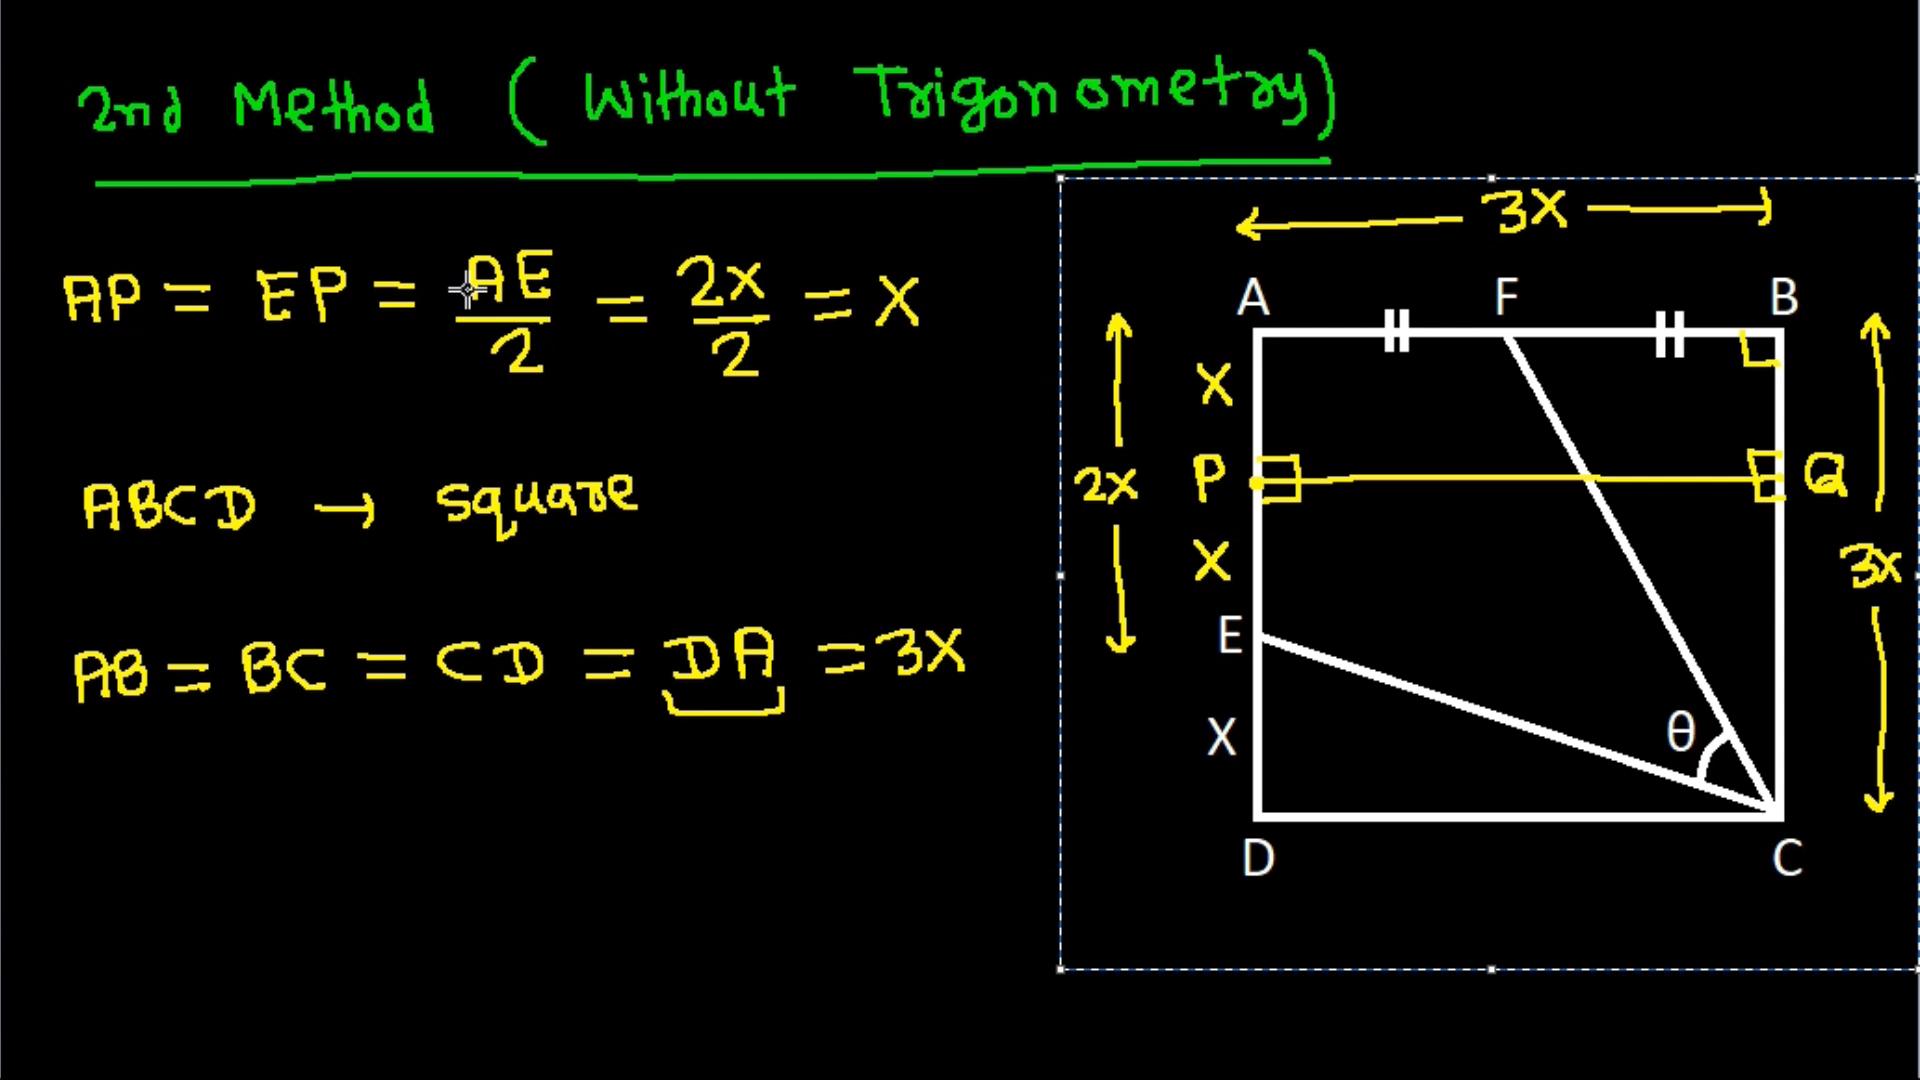 2nd Method ( Without Trigonometry)
AP = EP = AE/2 = 2x/2 = X
ABCD → square
AB = BC = CD = DA = 3X
3X
A F B
X
2x P Q
X 3x
E
X θ
D C